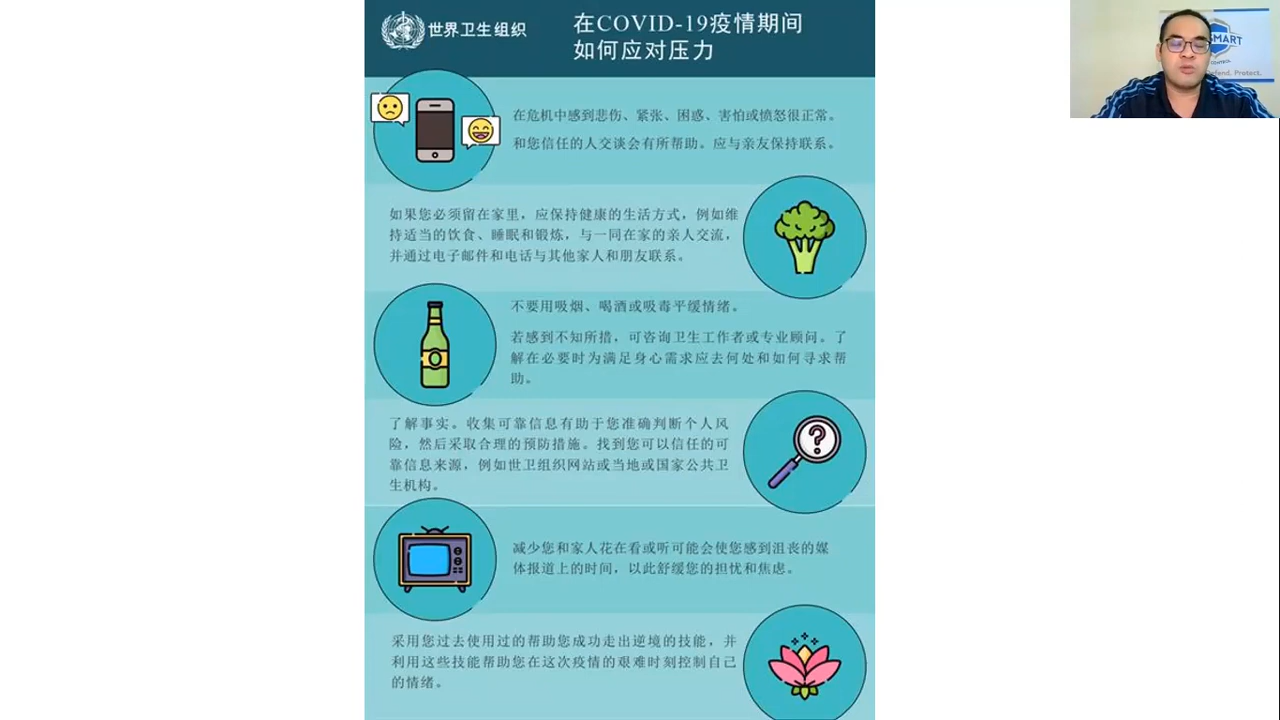 世界卫生组织
在COVID-19疫情期间
如何应对压力
在危机中感到悲伤、紧张、困惑、害怕或愤怒很正常。
和您信任的人交谈会有所帮助。应与亲友保持联系。
如果您必须留在家里，应保持健康的生活方式，例如维
持适当的饮食、睡眠和锻炼，与一同在家的亲人交流，
并通过电子邮件和电话与其他家人和朋友联系。
不要用吸烟、喝酒或吸毒平缓情绪。
若感到不知所措，可咨询卫生工作者或专业顾问。了
解在必要时为满足身心需求应去何处和如何寻求帮
助。
了解事实。收集可靠信息有助于您准确判断个人风
险，然后采取合理的预防措施。找到您可以信任的可
靠信息来源，例如世卫组织网站或当地或国家公共卫
生机构。
减少您和家人花在看或听可能会使您感到沮丧的媒
体报道上的时间，以此舒缓您的担忧和焦虑。
采用您过去使用过的帮助您成功走出逆境的技能，并
利用这些技能帮助您在这次疫情的艰难时刻控制自己
的情绪。
SMART
Protect.